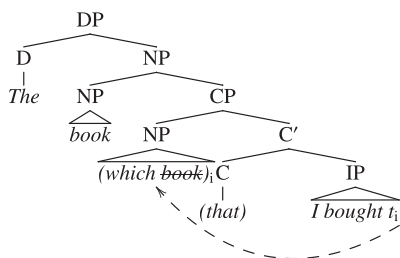 DP
D NP
The NP CP
book NP C′
(which book)i C IP
(that) I bought ti